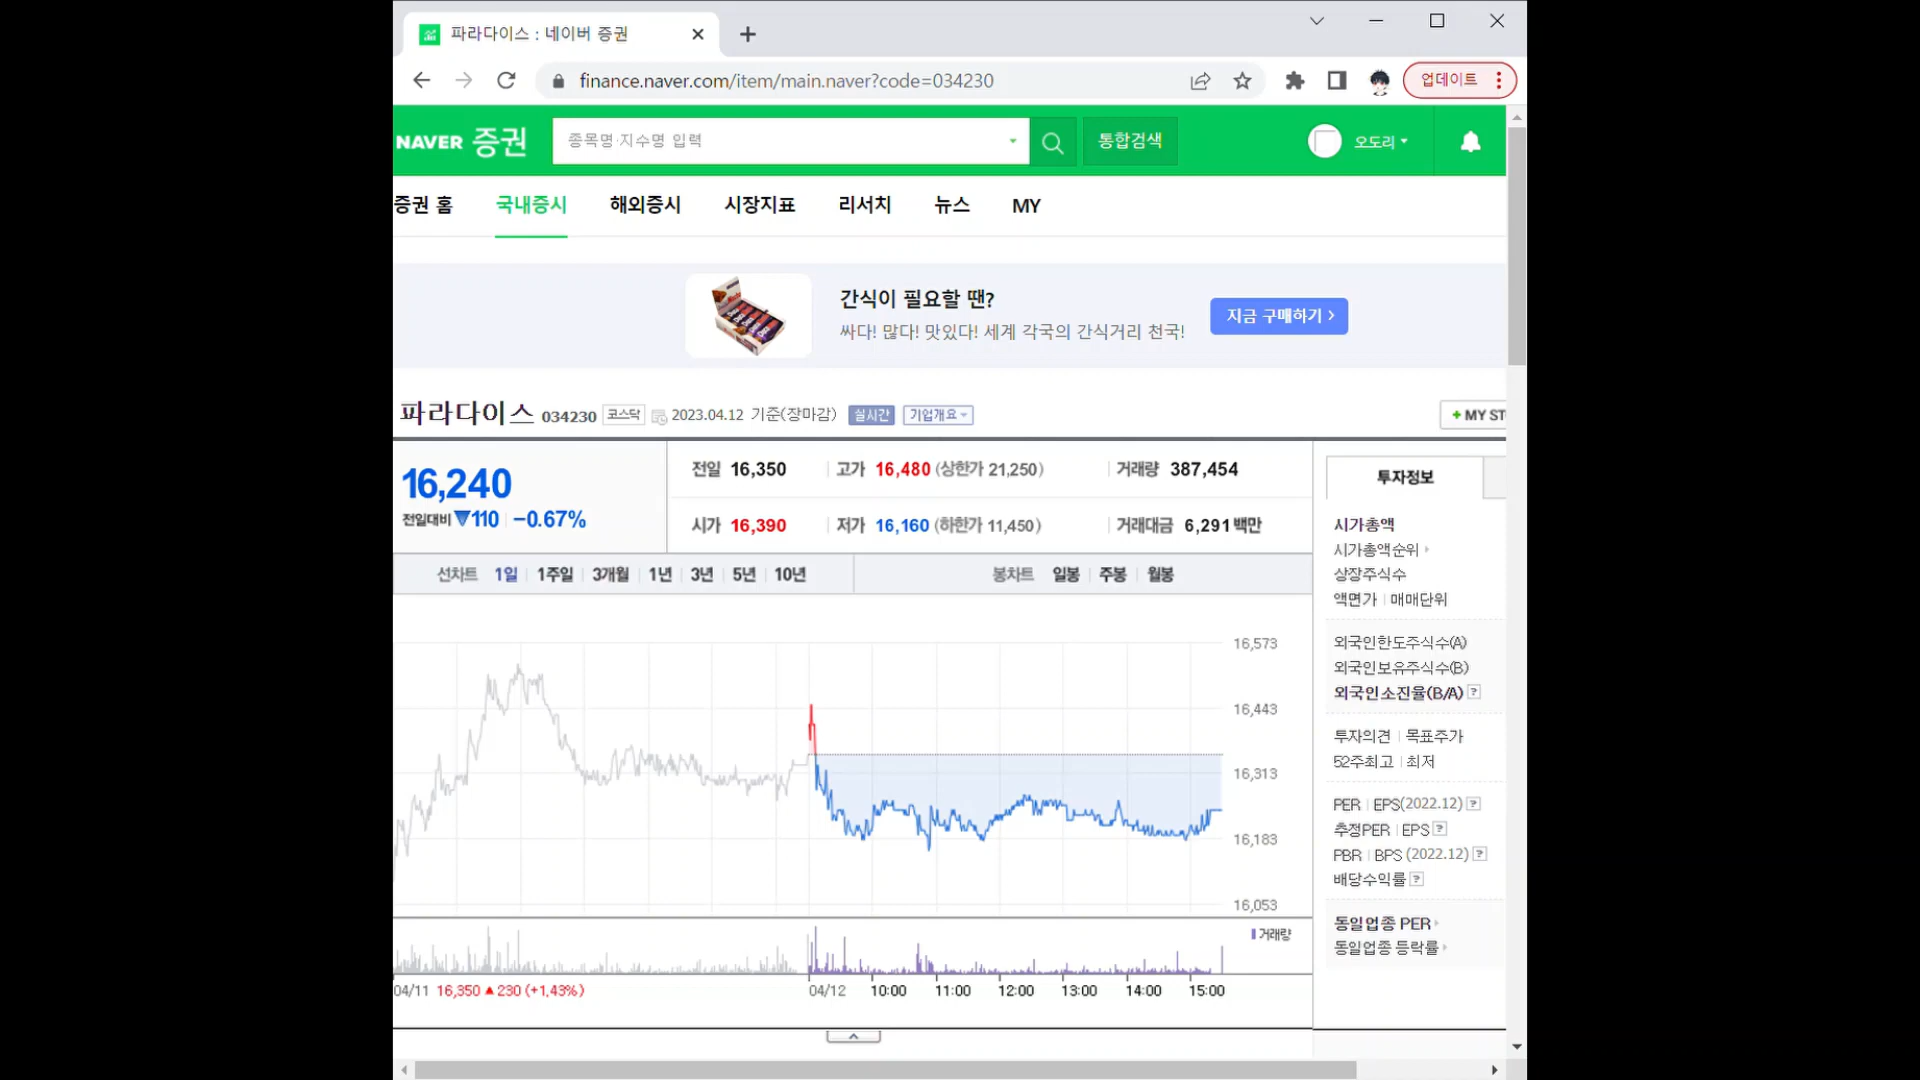 파라다이스 : 네이버 증권
finance.naver.com/item/main.naver?code=034230
업데이트
NAVER 증권
종목명·지수명 입력
통합검색
오도리
증권 홈 국내증시 해외증시 시장지표 리서치 뉴스 MY
간식이 필요할 땐?
싸다! 많다! 맛있다! 세계 각국의 간식거리 천국!
지금 구매하기
파라다이스 034230 코스닥 2023.04.12 기준(장마감) 실시간 기업개요
+ MY ST
16,240
전일대비 ▼110 -0.67%
전일 16,350 고가 16,480 (상한가 21,250) 거래량 387,454
시가 16,390 저가 16,160 (하한가 11,450) 거래대금 6,291 백만
선차트 1일 1주일 3개월 1년 3년 5년 10년 봉차트 일봉 주봉 월봉
16,573
16,443
16,313
16,183
16,053
거래량
04/11 16,350 ▲ 230 (+1,43%)
04/12 10:00 11:00 12:00 13:00 14:00 15:00
투자정보
시가총액
시가총액순위
상장주식수
액면가 매매단위
외국인한도주식수(A)
외국인보유주식수(B)
외국인소진율(B/A) ?
투자의견 목표주가
52주최고 최저
PER EPS(2022.12) ?
추정PER EPS ?
PBR BPS (2022.12) ?
배당수익률 ?
동일업종 PER
동일업종 등락률